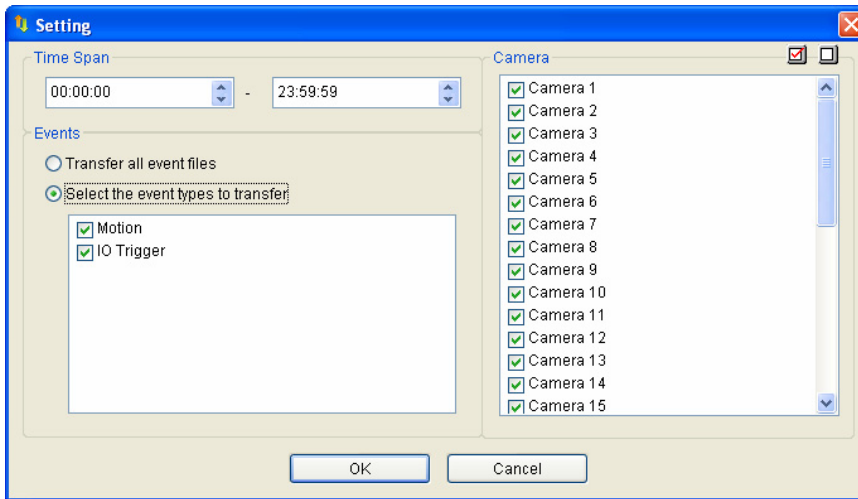 Setting
Time Span
00:00:00 - 23:59:59
Events
Transfer all event files
Select the event types to transfer
Motion
IO Trigger
Camera
Camera 1
Camera 2
Camera 3
Camera 4
Camera 5
Camera 6
Camera 7
Camera 8
Camera 9
Camera 10
Camera 11
Camera 12
Camera 13
Camera 14
Camera 15
OK Cancel